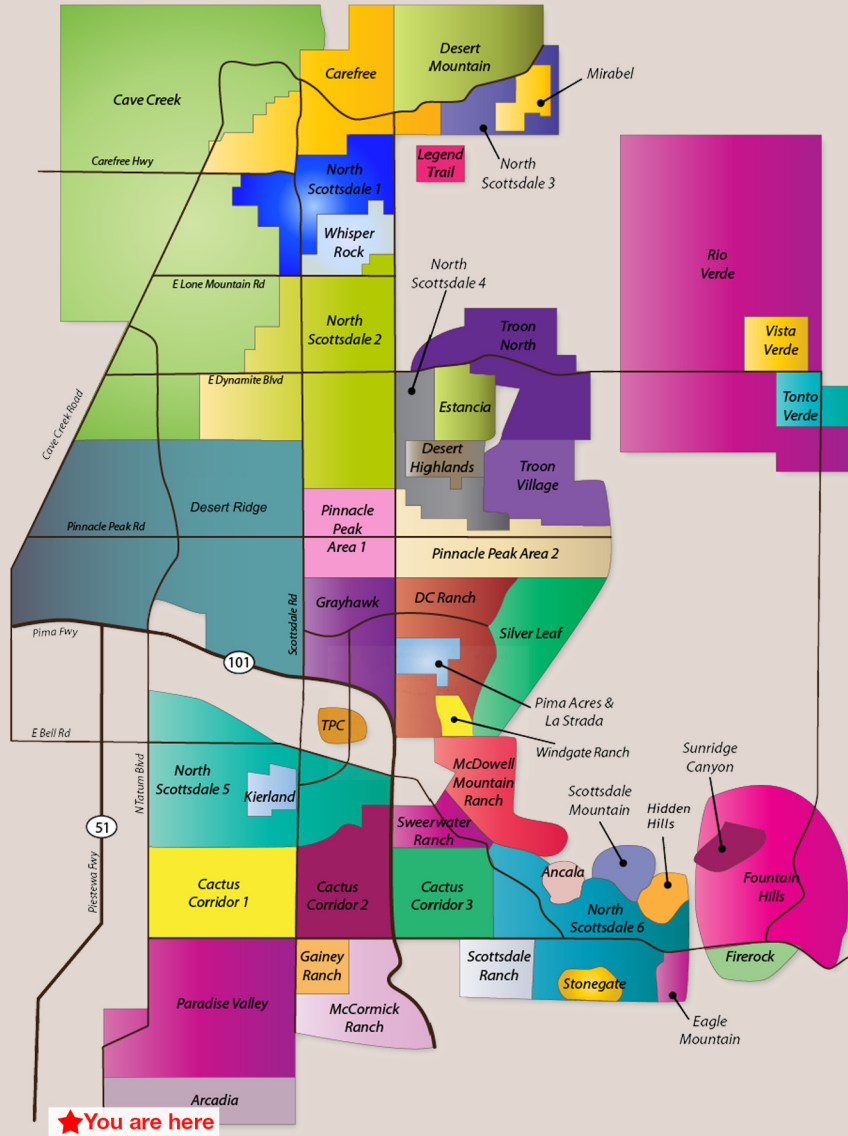 Desert
Mountain
Carefree
Mirabel
Cave Creek
Carefree Hwy
Legend
Trail
North
Scottsdale 3
North
Scottsdale 1
Whisper
Rock
Rio
Verde
E Lone Mountain Rd
North
Scottsdale 4
North
Scottsdale 2
Troon
North
Vista
Verde
E Dynamite Blvd
Estancia
Tonto
Verde
Cave Creek Road
Desert
Highlands
Troon
Village
Desert Ridge
Pinnacle
Peak
Area 1
Pinnacle Peak Rd
Pinnacle Peak Area 2
Scottsdale Rd
Grayhawk
DC Ranch
Silver Leaf
Pima Fwy
101
Pima Acres &
La Strada
TPC
Windgate Ranch
E Bell Rd
N Tatum Blvd
North
Scottsdale 5
Kierland
McDowell
Mountain
Ranch
Sunridge
Canyon
Scottsdale
Mountain
Hidden
Hills
51
Piestewa Fwy
Sweerwater
Ranch
Ancala
Fountain
Hills
Cactus
Corridor 1
Cactus
Corridor 2
Cactus
Corridor 3
North
Scottsdale 6
Gainey
Ranch
Scottsdale
Ranch
Stonegate
Firerock
Paradise Valley
McCormick
Ranch
Eagle
Mountain
Arcadia
You are here